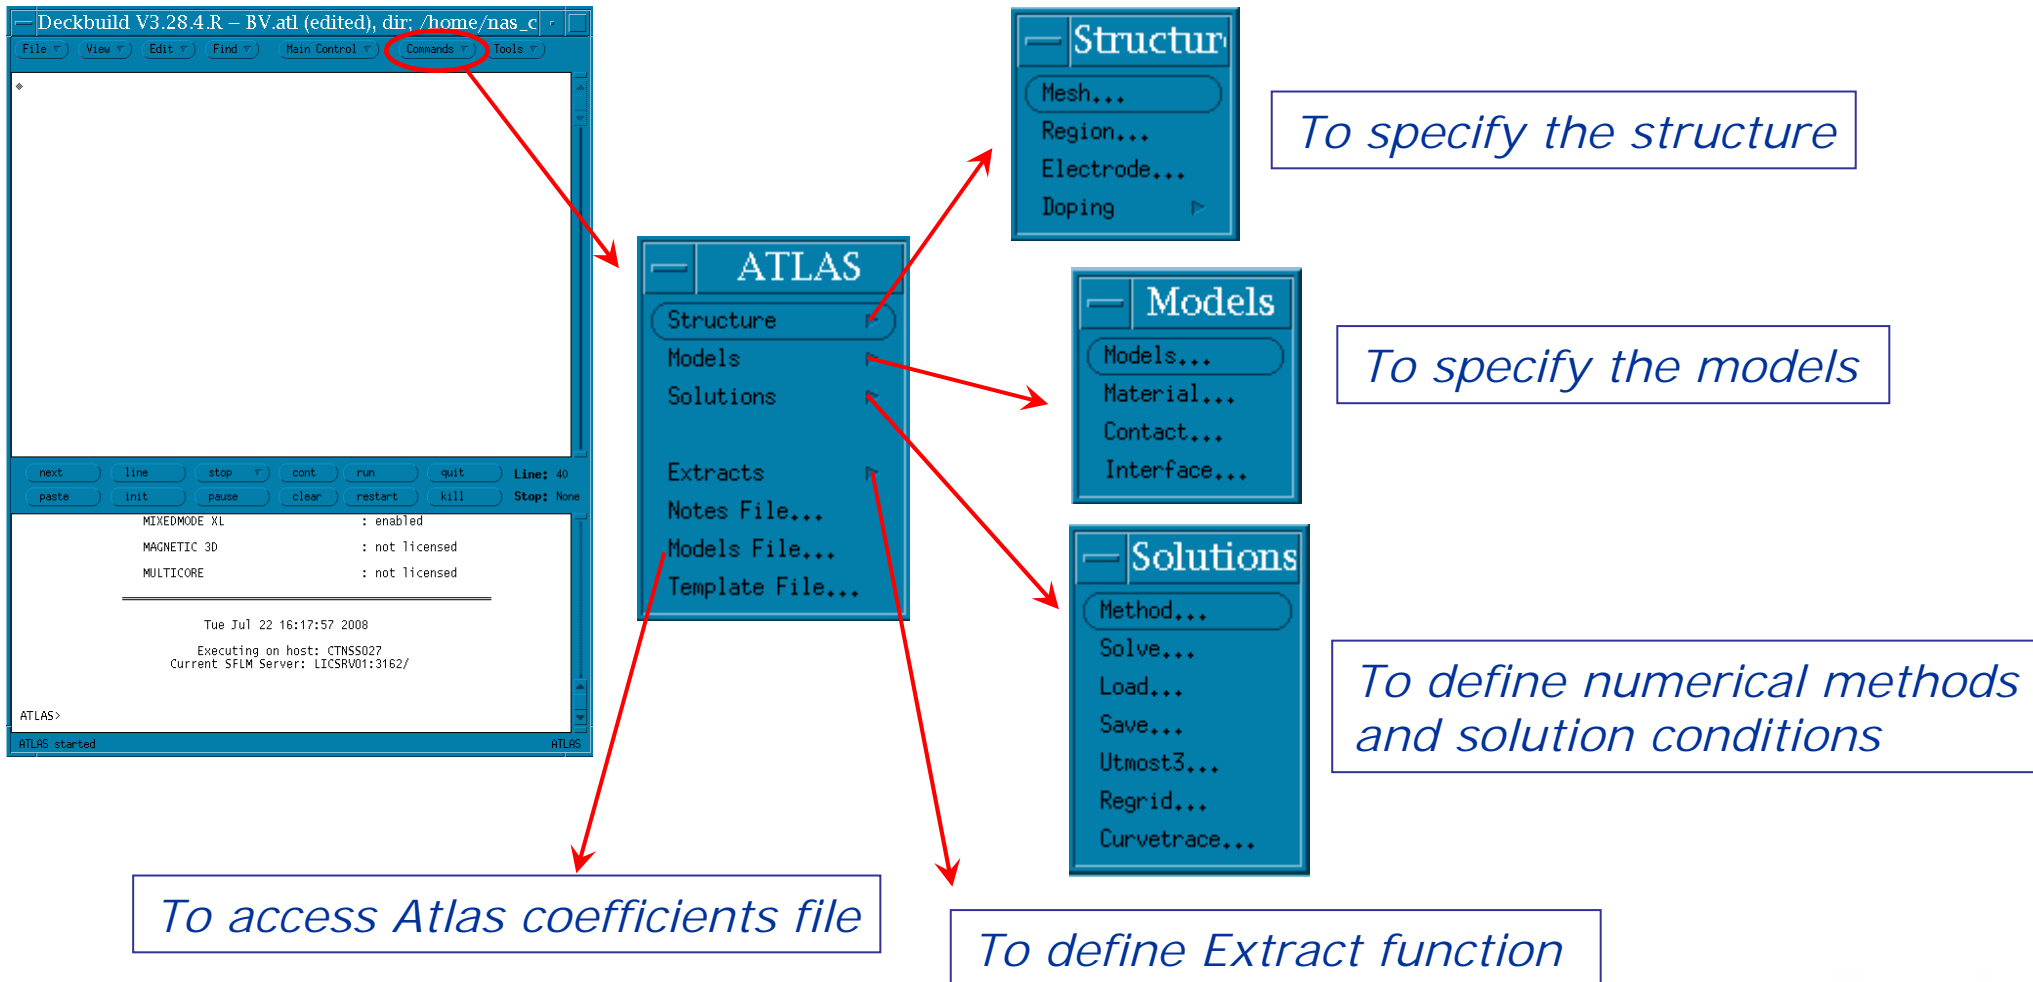 Deckbuild V3.28.4.R – BV.atl (edited), dir; /home/nas_c
File View Edit Find Main Control Commands Tools
next line stop cont run quit Line: 40
paste init pause clear restart kill Stop: None
MIXEDMODE XL : enabled
MAGNETIC 3D : not licensed
MULTICORE : not licensed
Tue Jul 22 16:17:57 2008
Executing on host: CTNSS027
Current SFLM Server: LICSRV01:3162/
ATLAS>
ATLAS started ATLAS
ATLAS
Structure
Models
Solutions
Extracts
Notes File...
Models File...
Template File...
Structur
Mesh...
Region...
Electrode...
Doping
To specify the structure
Models
Models...
Material...
Contact...
Interface...
To specify the models
Solutions
Method...
Solve...
Load...
Save...
Utmost3...
Regrid...
Curvetrace...
To define numerical methods
and solution conditions
To access Atlas coefficients file
To define Extract function